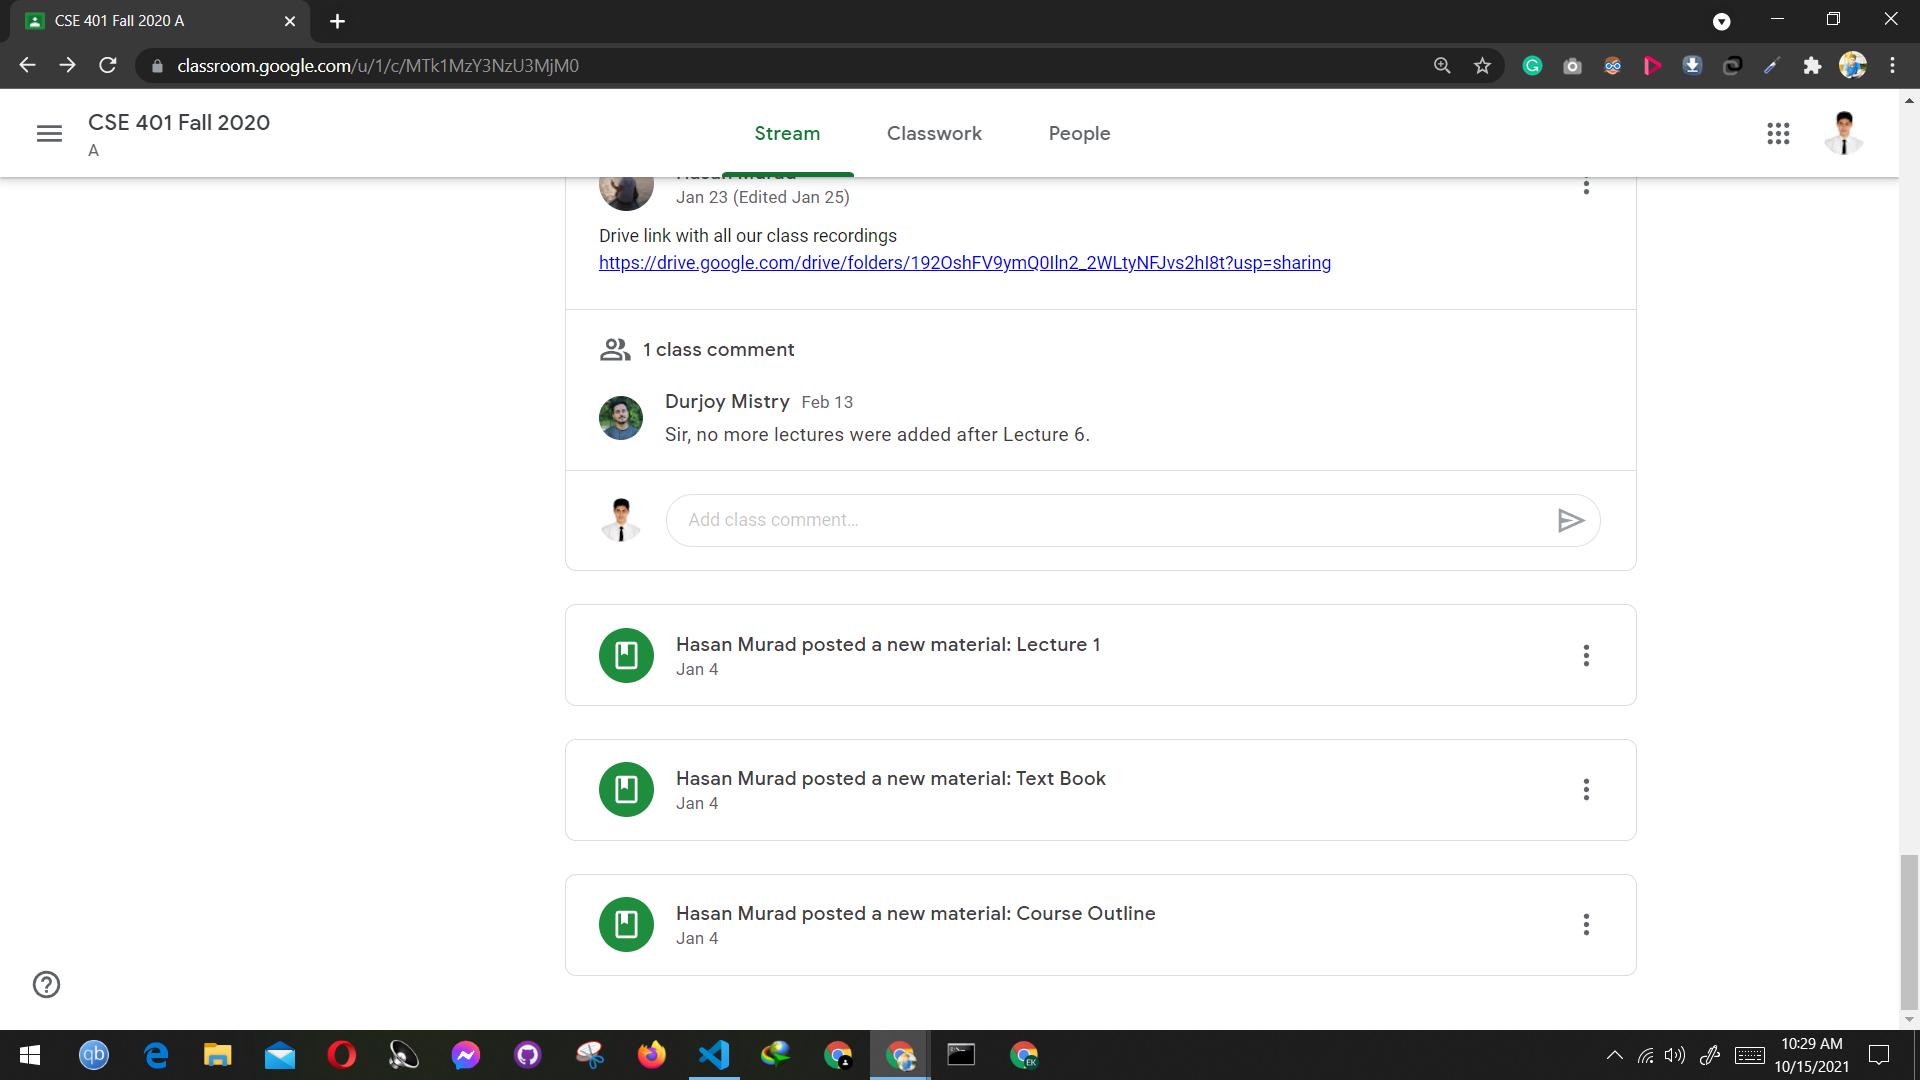 CSE 401 Fall 2020 A
classroom.google.com/u/1/c/MTk1MzY3NzU3MjM0
CSE 401 Fall 2020
A
Stream
Classwork
People
Hasan Murad
Jan 23 (Edited Jan 25)
Drive link with all our class recordings
https://drive.google.com/drive/folders/192OshFV9ymQ0Iln2_2WLtyNFJvs2hI8t?usp=sharing
1 class comment
Durjoy Mistry Feb 13
Sir, no more lectures were added after Lecture 6.
Add class comment...
Hasan Murad posted a new material: Lecture 1
Jan 4
Hasan Murad posted a new material: Text Book
Jan 4
Hasan Murad posted a new material: Course Outline
Jan 4
qb
EK
10:29 AM
10/15/2021